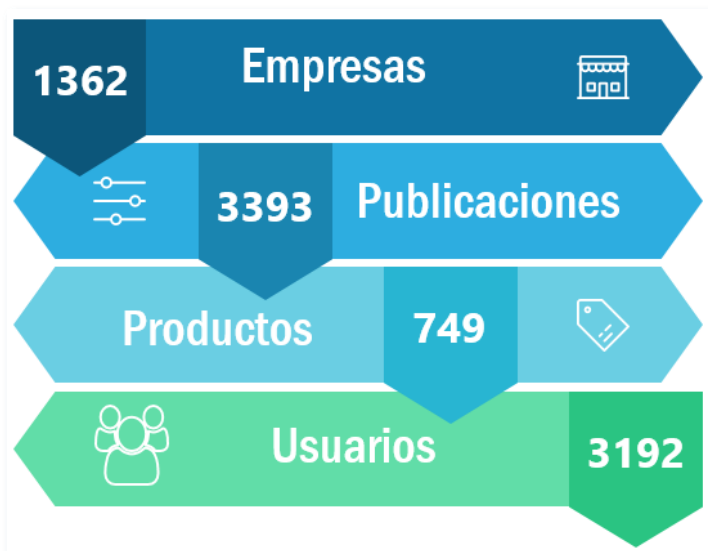 1362 Empresas
3393 Publicaciones
Productos 749
Usuarios 3192